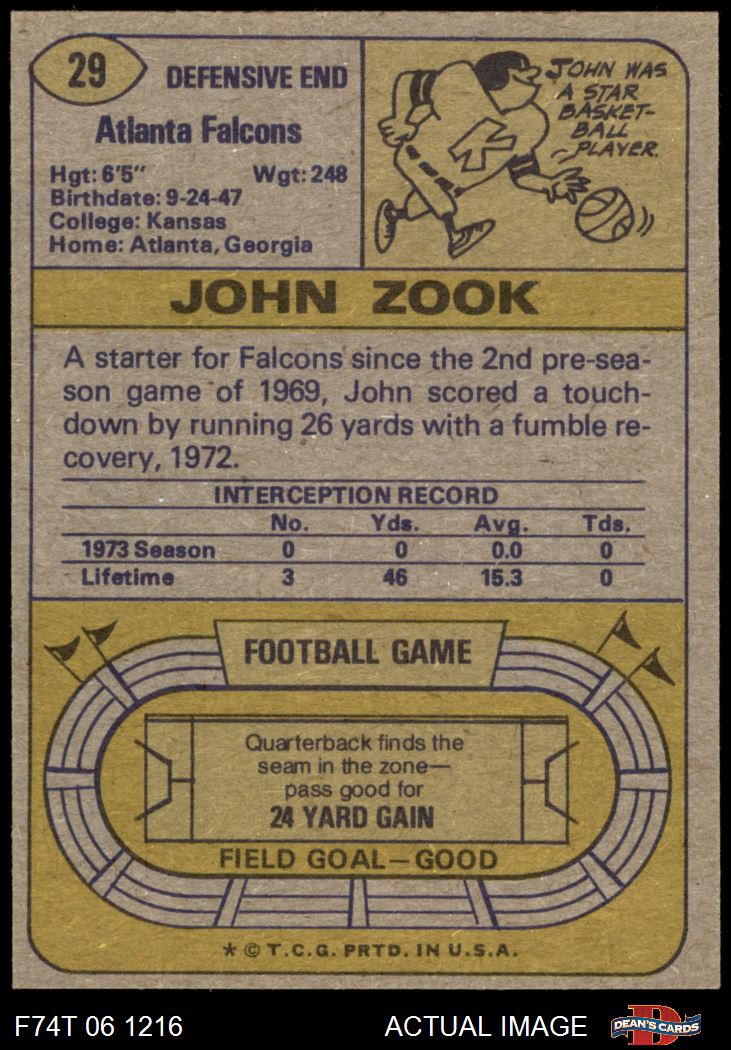 29
DEFENSIVE END
Atlanta Falcons
Hgt: 6'5" Wgt: 248
Birthdate: 9-24-47
College: Kansas
Home: Atlanta, Georgia
JOHN WAS
A STAR
BASKET-
BALL
PLAYER.
JOHN ZOOK
A starter for Falcons since the 2nd pre-sea-
son game of 1969, John scored a touch-
down by running 26 yards with a fumble re-
covery, 1972.
INTERCEPTION RECORD
No. Yds. Avg. Tds.
1973 Season 0 0 0.0 0
Lifetime 3 46 15.3 0
FOOTBALL GAME
Quarterback finds the
seam in the zone—
pass good for
24 YARD GAIN
FIELD GOAL—GOOD
* © T.C.G. PRTD. IN U.S.A.
F74T 06 1216 ACTUAL IMAGE
D
DEAN'S CARDS